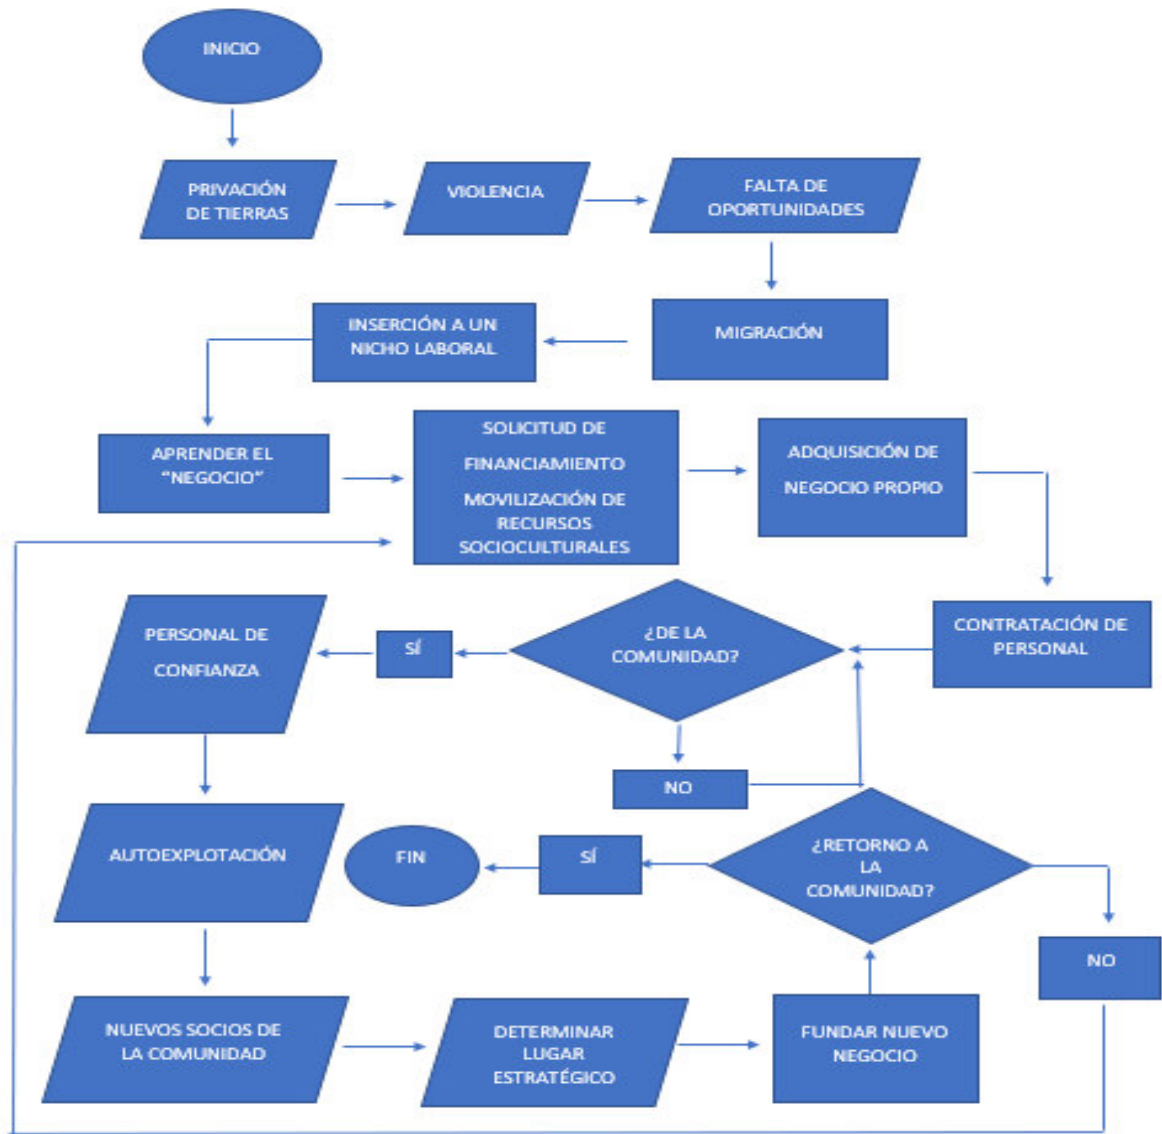 INICIO
PRIVACIÓN
DE TIERRAS
VIOLENCIA
FALTA DE
OPORTUNIDADES
MIGRACIÓN
INSERCIÓN A UN
NICHO LABORAL
APRENDER EL
“NEGOCIO”
SOLICITUD DE
FINANCIAMIENTO
MOVILIZACIÓN DE
RECURSOS
SOCIOCULTURALES
ADQUISICIÓN DE
NEGOCIO PROPIO
CONTRATACIÓN DE
PERSONAL
¿DE LA
COMUNIDAD?
SÍ
PERSONAL DE
CONFIANZA
NO
AUTOEXPLOTACIÓN
NUEVOS SOCIOS DE
LA COMUNIDAD
DETERMINAR
LUGAR
ESTRATÉGICO
FUNDAR NUEVO
NEGOCIO
¿RETORNO A
LA
COMUNIDAD?
SÍ
FIN
NO